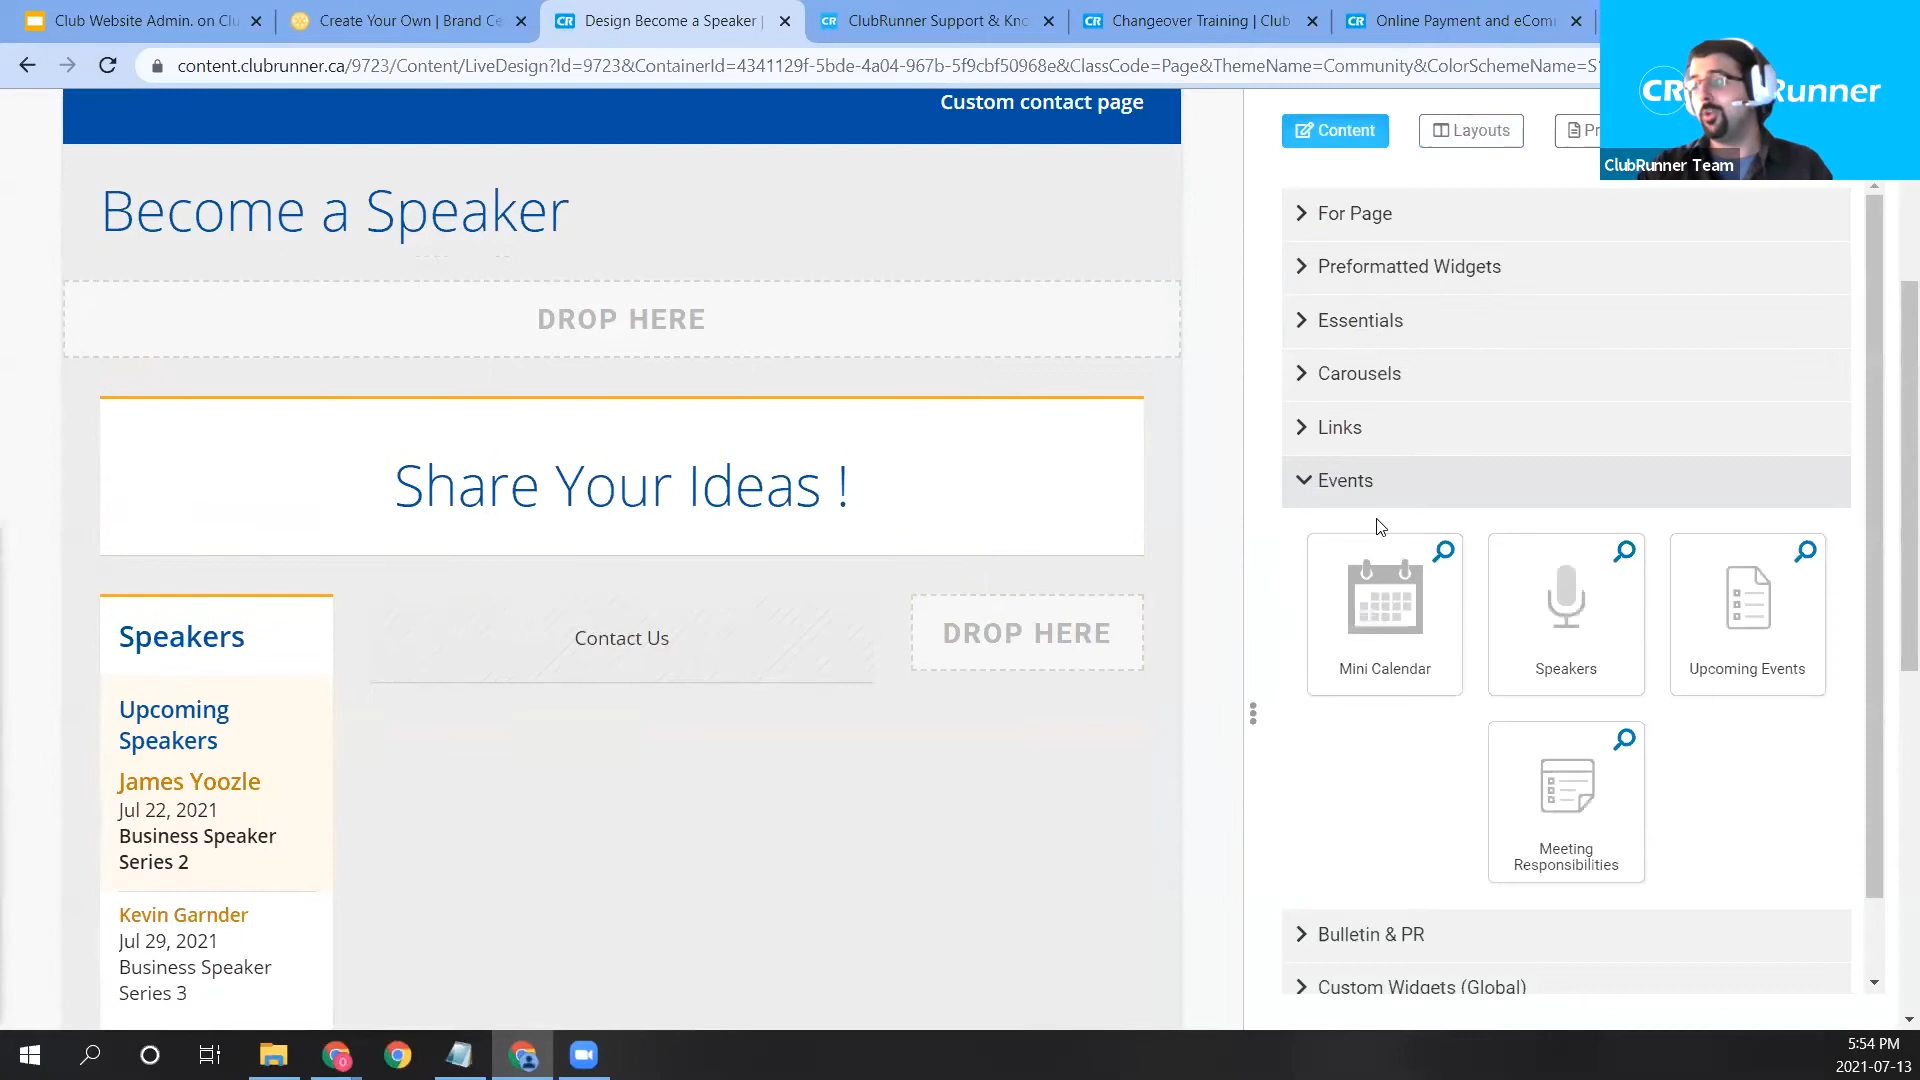 Club Website Admin. on Clu
Create Your Own | Brand Ce
CR Design Become a Speaker |
CR ClubRunner Support & Kno
CR Changeover Training | Club
CR Online Payment and eCom
content.clubrunner.ca/9723/Content/LiveDesign?Id=9723&ContainerId=4341129f-5bde-4a04-967b-5f9cbf50968e&ClassCode=Page&ThemeName=Community&ColorSchemeName=S
CR Runner
ClubRunner Team
Custom contact page
Become a Speaker
DROP HERE
Share Your Ideas !
Speakers
Upcoming
Speakers
James Yoozle
Jul 22, 2021
Business Speaker
Series 2
Kevin Garnder
Jul 29, 2021
Business Speaker
Series 3
Contact Us
DROP HERE
Content
Layouts
Pr
For Page
Preformatted Widgets
Essentials
Carousels
Links
Events
Mini Calendar
Speakers
Upcoming Events
Meeting
Responsibilities
Bulletin & PR
Custom Widgets (Global)
5:54 PM
2021-07-13